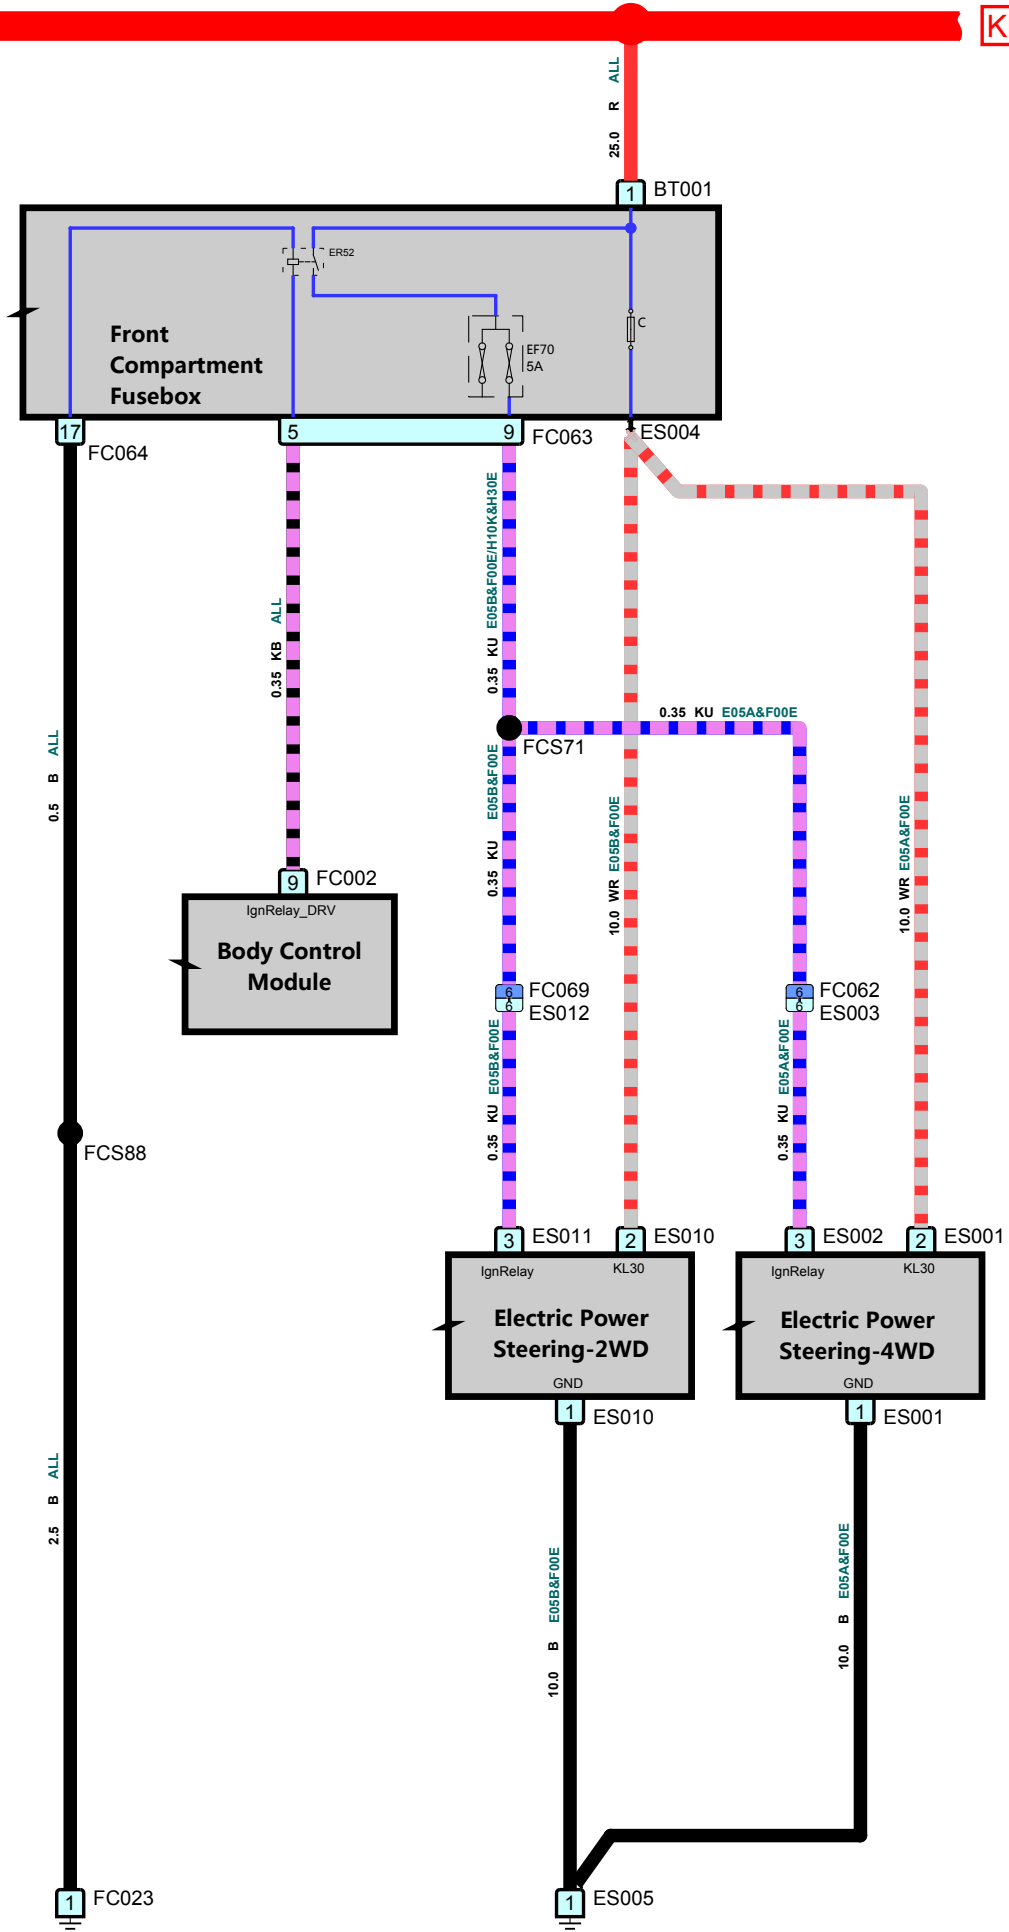 K
25.0 R ALL
1 BT001
ER52
C
EF70
5A
Front
Compartment
Fusebox
17 FC064
5 9 FC063
ES004
0.35 KB ALL
0.35 KU E05B&F00E/H10K&H30E
0.35 KU E05A&F00E
FCS71
0.5 B ALL
0.35 KU E05B&F00E
10.0 WR E05B&F00E
10.0 WR E05A&F00E
9 FC002
IgnRelay_DRV
Body Control
Module
6 FC069
6 ES012
6 FC062
6 ES003
0.35 KU E05B&F00E
0.35 KU E05A&F00E
FCS88
3 ES011 2 ES010 3 ES002 2 ES001
IgnRelay KL30
Electric Power
Steering-2WD
GND
1 ES010
IgnRelay KL30
Electric Power
Steering-4WD
GND
1 ES001
2.5 B ALL
10.0 B E05B&F00E
10.0 B E05A&F00E
1 FC023
1 ES005